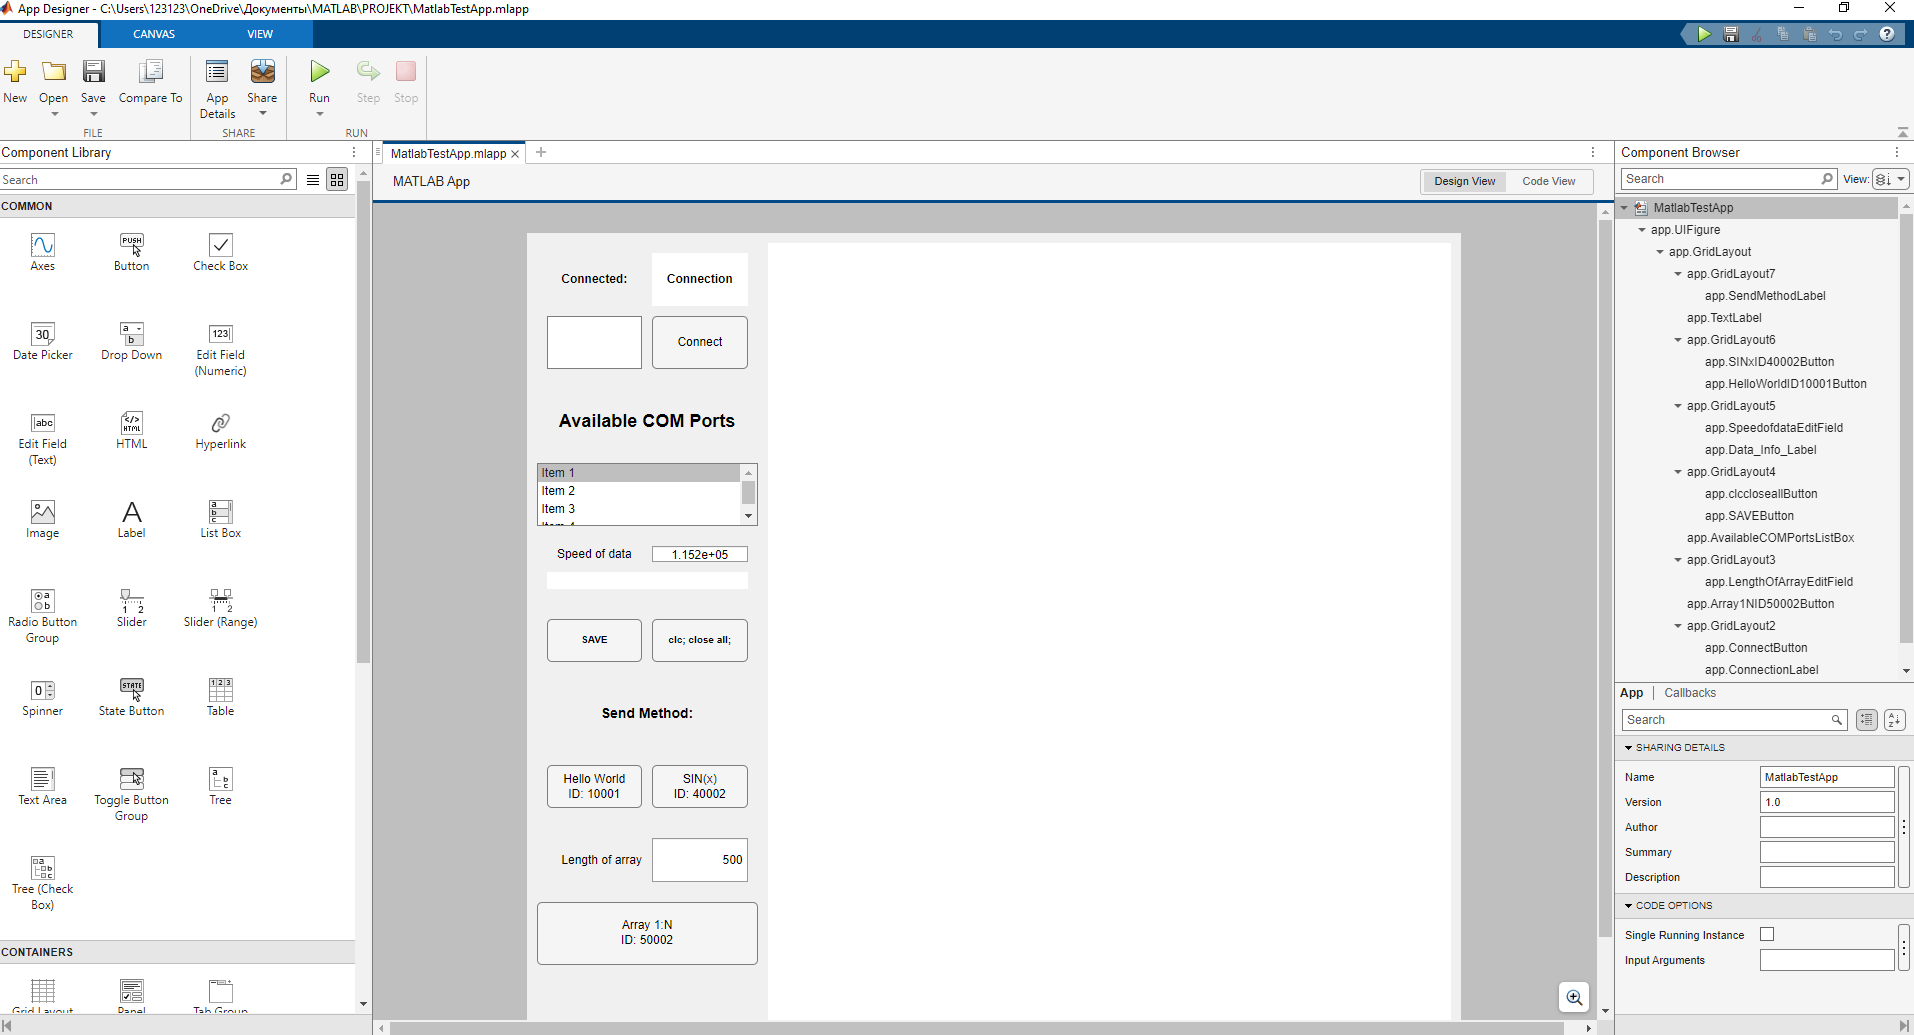 App Designer - C:\Users\123123\OneDrive\Документы\MATLAB\PROJEKT\MatlabTestApp.mlapp
DESIGNER CANVAS VIEW
New Open Save Compare To App Details Share Run Step Stop
FILE SHARE RUN
Component Library
Search
COMMON
Axes Button Check Box
Date Picker Drop Down Edit Field (Numeric)
Edit Field (Text) HTML Hyperlink
Image Label List Box
Radio Button Group Slider Slider (Range)
Spinner State Button Table
Text Area Toggle Button Group Tree
Tree (Check Box)
CONTAINERS
Grid Layout Panel Tab Group
MatlabTestApp.mlapp
MATLAB App
Design View Code View
Connected: Connection
Connect
Available COM Ports
Item 1
Item 2
Item 3
Item 4
Speed of data 1.152e+05
SAVE clc; close all;
Send Method:
Hello World
ID: 10001
SIN(x)
ID: 40002
Length of array 500
Array 1:N
ID: 50002
Component Browser
Search View:
MatlabTestApp
app.UIFigure
app.GridLayout
app.GridLayout7
app.SendMethodLabel
app.TextLabel
app.GridLayout6
app.SINxID40002Button
app.HelloWorldID10001Button
app.GridLayout5
app.SpeedofdataEditField
app.Data_Info_Label
app.GridLayout4
app.clccloseallButton
app.SAVEButton
app.AvailableCOMPortsListBox
app.GridLayout3
app.LengthOfArrayEditField
app.Array1NID50002Button
app.GridLayout2
app.ConnectButton
app.ConnectionLabel
App Callbacks
Search
SHARING DETAILS
Name MatlabTestApp
Version 1.0
Author
Summary
Description
CODE OPTIONS
Single Running Instance
Input Arguments